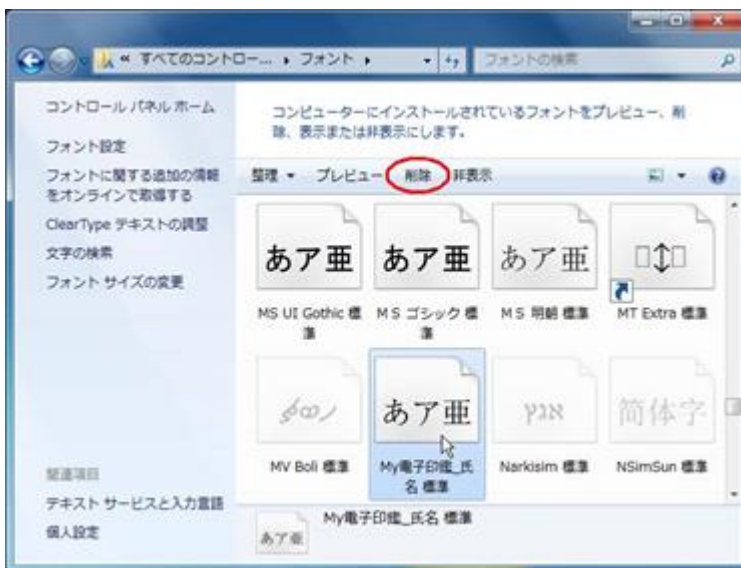 « すべてのコントロー... ▸ フォント ▸
フォントの検索
コントロール パネル ホーム
フォント設定
フォントに関する追加の情報
をオンラインで取得する
ClearType テキストの調整
文字の検索
フォント サイズの変更
関連項目
テキスト サービスと入力言語
個人設定
コンピューターにインストールされているフォントをプレビュー、削
除、表示または非表示にします。
整理 ▾ プレビュー 削除 非表示
あア亜 あア亜 あア亜
MS UI Gothic 標
準
MS ゴシック 標
準
MS 明朝 標準
MT Extra 標準
あア亜 אבץ 简体字
MV Boli 標準
My電子印鑑_氏
名 標準
Narkisim 標準
NSimSun 標準
My電子印鑑_氏名 標準
あア亜